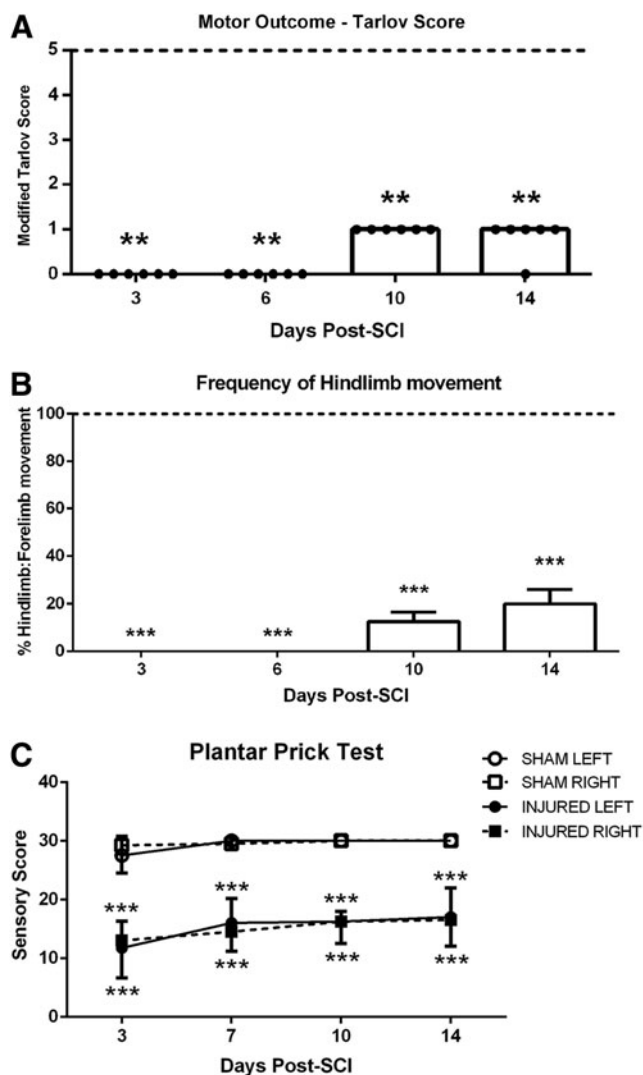 A
Motor Outcome - Tarlov Score
Modified Tarlov Score
5
4
3
2
1
0
** ** ** **
3 6 10 14
Days Post-SCI
B
Frequency of Hindlimb movement
% Hindlimb:Forelimb movement
100
80
60
40
20
0
*** *** *** ***
3 6 10 14
Days Post-SCI
C
Plantar Prick Test
SHAM LEFT
SHAM RIGHT
INJURED LEFT
INJURED RIGHT
Sensory Score
40
30
20
10
0
*** *** *** ***
*** *** *** ***
3 7 10 14
Days Post-SCI